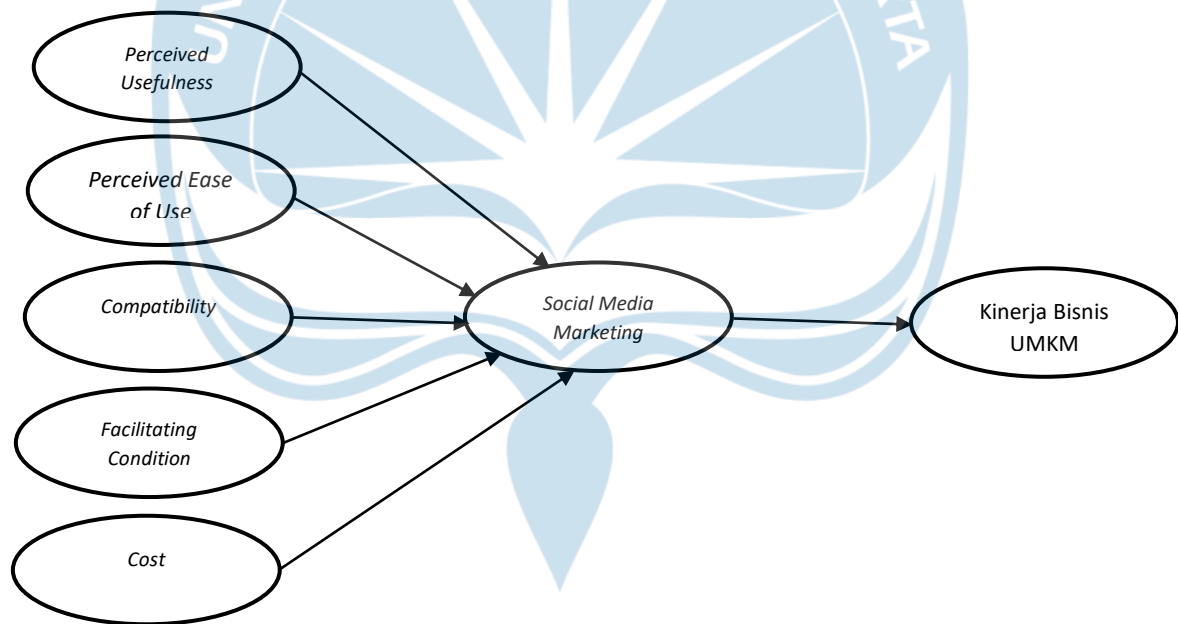 Perceived
Usefulness
Perceived Ease
of Use
Compatibility
Social Media
Marketing
Kinerja Bisnis
UMKM
Facilitating
Condition
Cost